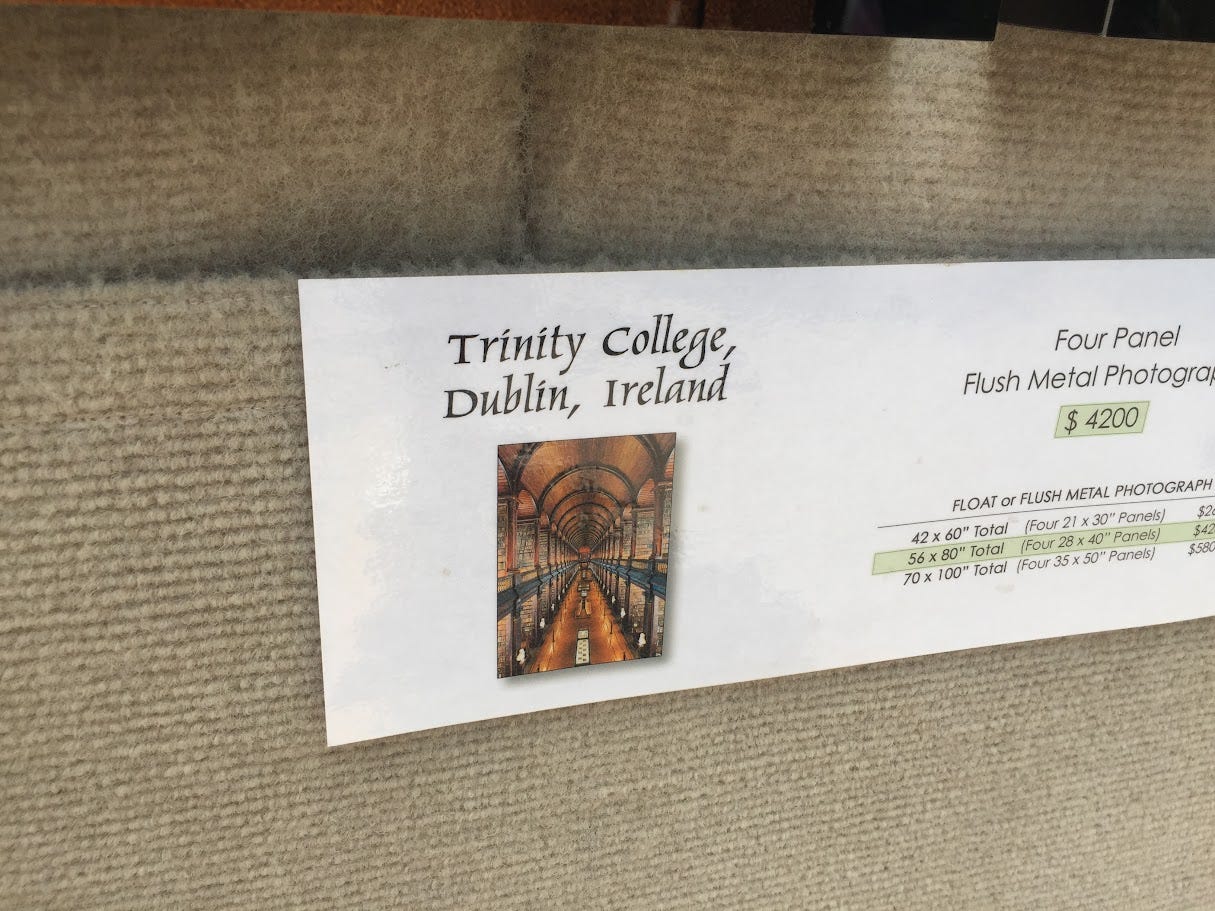 Trinity College,
Dublin, Ireland
Four Panel
Flush Metal
$ 4200
FLOAT or FLUSH METAL PHOTOGRAPH
42 x 60" Total (Four 21 x 30" Panels)
56 x 80" Total (Four 28 x 40" Panels)
70 x 100" Total (Four 35 x 50" Panels)